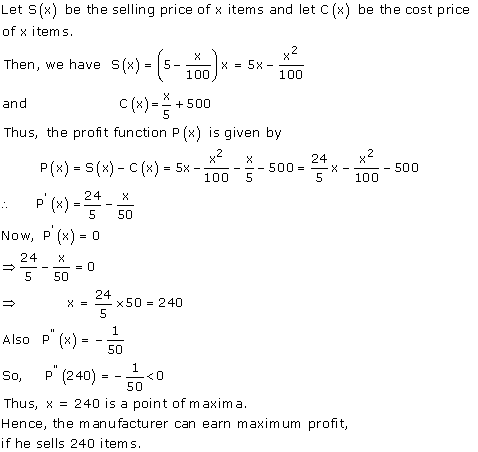 Let S(x) be the selling price of x items and let C(x) be the cost price
of x items.
Then, we have S(x) = (5 - x/100)x = 5x - x²/100
and C(x) = x/5 + 500
Thus, the profit function P(x) is given by
P(x) = S(x) - C(x) = 5x - x²/100 - x/5 - 500 = 24/5 x - x²/100 - 500
∴ P'(x) = 24/5 - x/50
Now, P'(x) = 0
⇒ 24/5 - x/50 = 0
⇒ x = 24/5 × 50 = 240
Also P"(x) = - 1/50
So, P"(240) = - 1/50 < 0
Thus, x = 240 is a point of maxima.
Hence, the manufacturer can earn maximum profit,
if he sells 240 items.